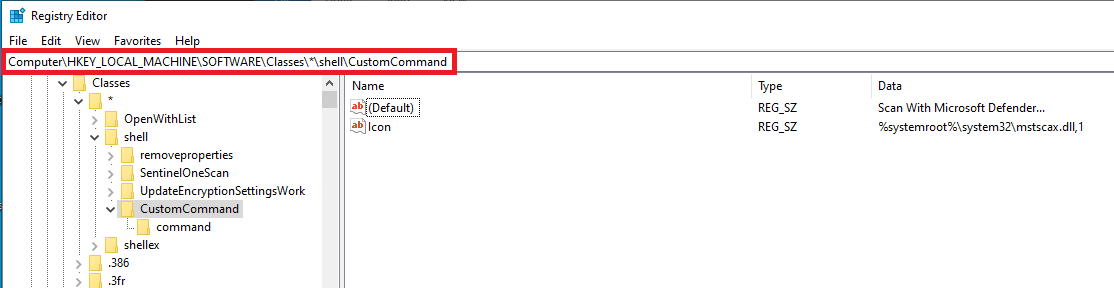 Registry Editor
File Edit View Favorites Help
Computer\HKEY_LOCAL_MACHINE\SOFTWARE\Classes\*\shell\CustomCommand
Classes
*
OpenWithList
shell
removeproperties
SentinelOneScan
UpdateEncryptionSettingsWork
CustomCommand
command
shellex
.386
.3fr
Name Type Data
ab (Default) REG_SZ Scan With Microsoft Defender...
ab Icon REG_SZ %systemroot%\system32\mstscax.dll,1